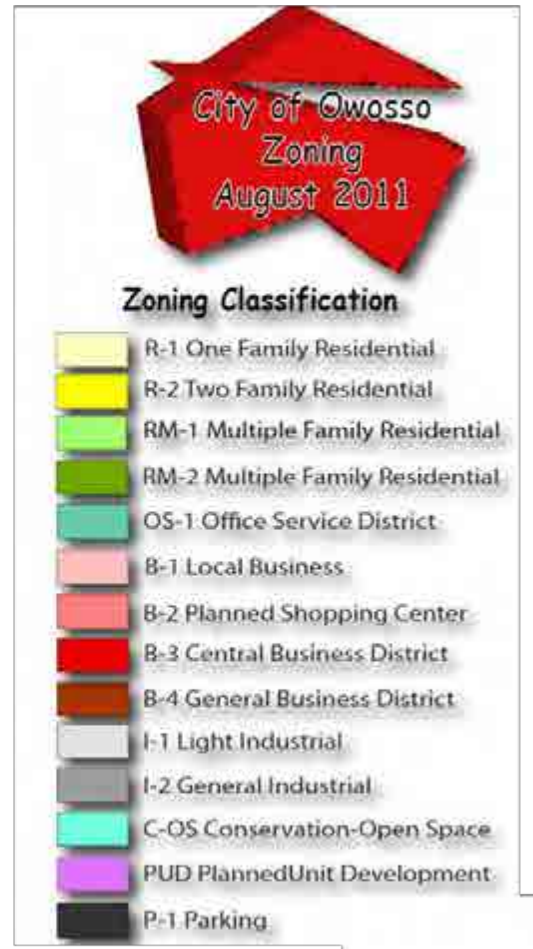 City of Owosso
Zoning
August 2011
Zoning Classification
R-1 One Family Residential
R-2 Two Family Residential
RM-1 Multiple Family Residential
RM-2 Multiple Family Residential
OS-1 Office Service District
B-1 Local Business
B-2 Planned Shopping Center
B-3 Central Business District
B-4 General Business District
I-1 Light Industrial
I-2 General Industrial
C-OS Conservation-Open Space
PUD PlannedUnit Development
P-1 Parking